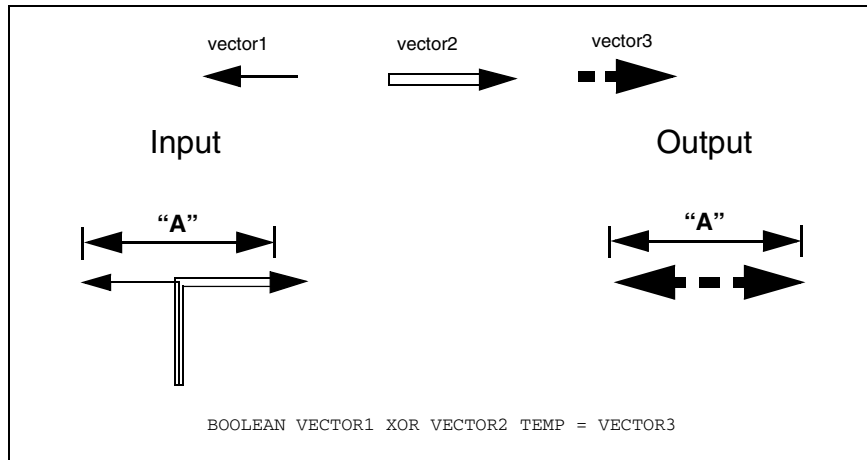 vector1 vector2 vector3
Input Output
“A” “A”
BOOLEAN VECTOR1 XOR VECTOR2 TEMP = VECTOR3